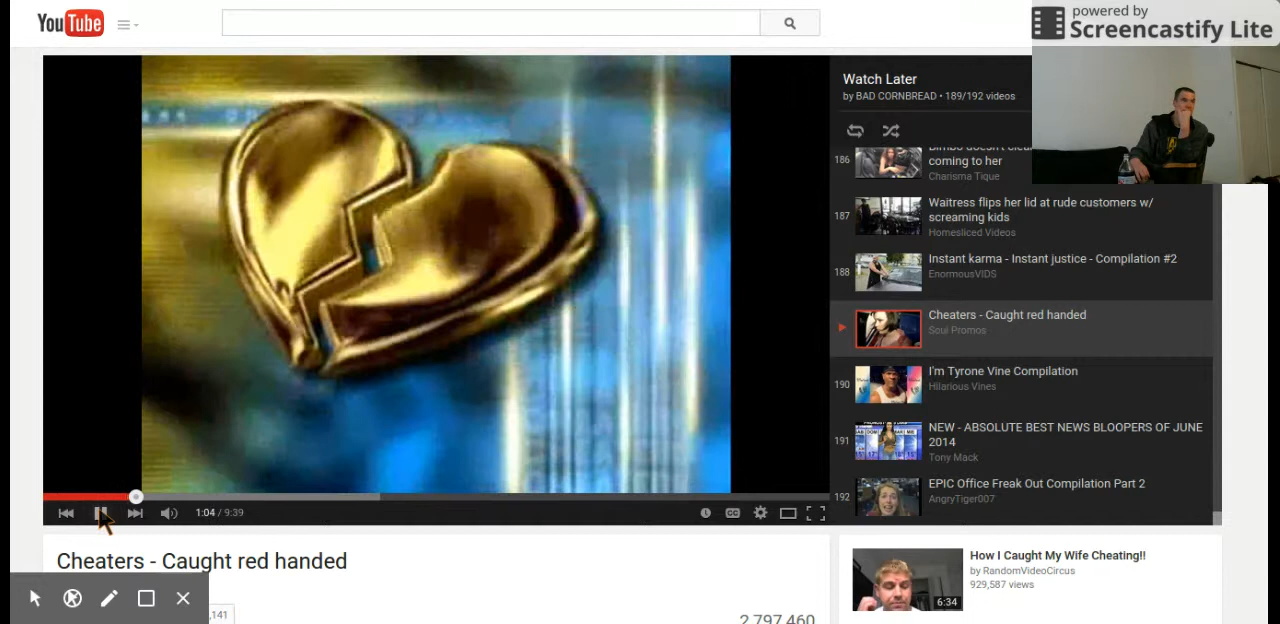 YouTube
powered by
Screencastify Lite
Watch Later
by BAD CORNBREAD • 189/192 videos
186
coming to her
Charisma Tique
187
Waitress flips her lid at rude customers w/
screaming kids
Homesliced Videos
188
Instant karma - Instant justice - Compilation #2
EnormousVIDS
Cheaters - Caught red handed
Soul Promos
190
I'm Tyrone Vine Compilation
Hilarious Vines
191
NEW - ABSOLUTE BEST NEWS BLOOPERS OF JUNE
2014
Tony Mack
192
EPIC Office Freak Out Compilation Part 2
AngryTiger007
1:04 / 9:39
CC
Cheaters - Caught red handed
,141
2,797,460
How I Caught My Wife Cheating!!
by RandomVideoCircus
929,587 views
6:34